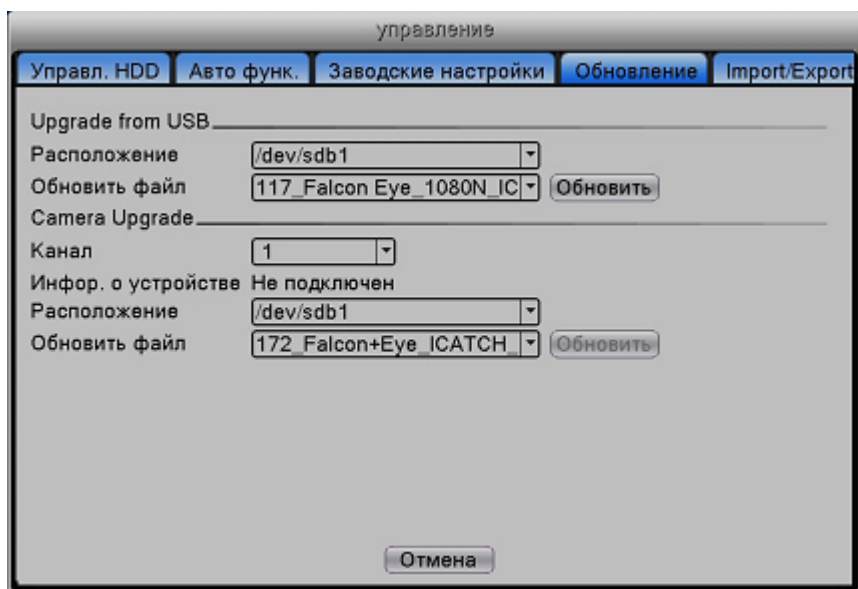 управление
Управл. HDD Авто функ. Заводские настройки Обновление Import/Export
Upgrade from USB
Расположение /dev/sdb1
Обновить файл 117_Falcon Eye_1080N_IC Обновить
Camera Upgrade
Канал 1
Инфор. о устройстве Не подключен
Расположение /dev/sdb1
Обновить файл 172_Falcon+Eye_ICATCH_ Обновить
Отмена